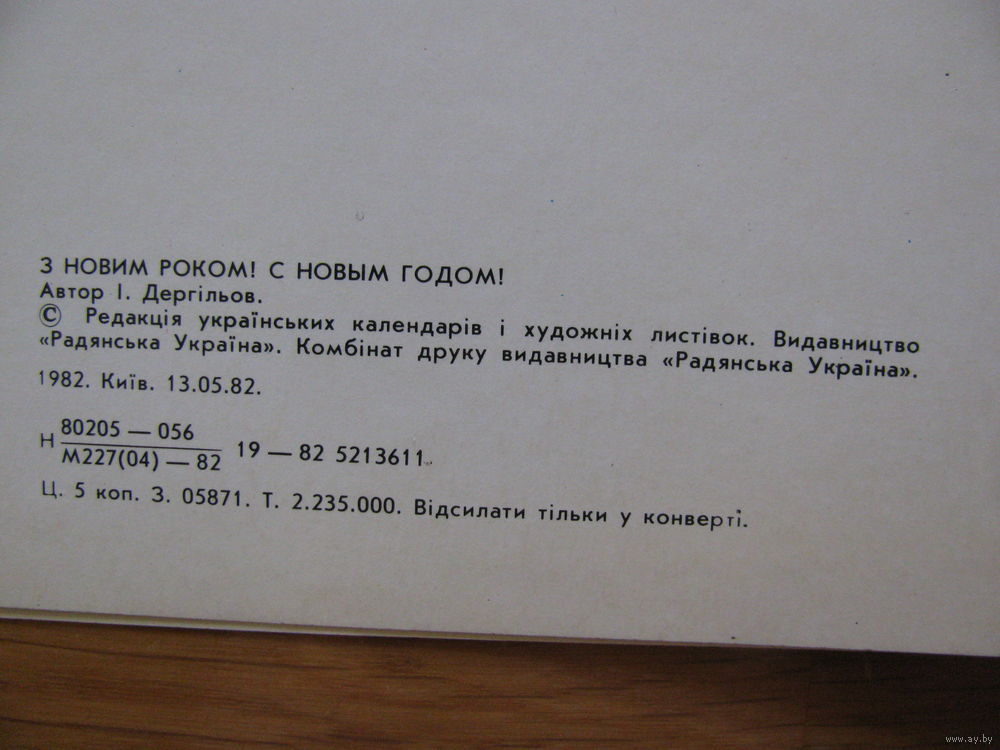 З НОВИМ РОКОМ! С НОВЫМ ГОДОМ!
Автор І. Дергільов.
© Редакція українських календарів і художніх листівок. Видавництво
«Радянська Україна». Комбінат друку видавництва «Радянська Україна».
1982. Київ. 13.05.82.
Н 80205 — 056
М227(04) — 82 19 — 82 5213611.
Ц. 5 коп. З. 05871. Т. 2.235.000. Відсилати тільки у конверті.
www.ay.by